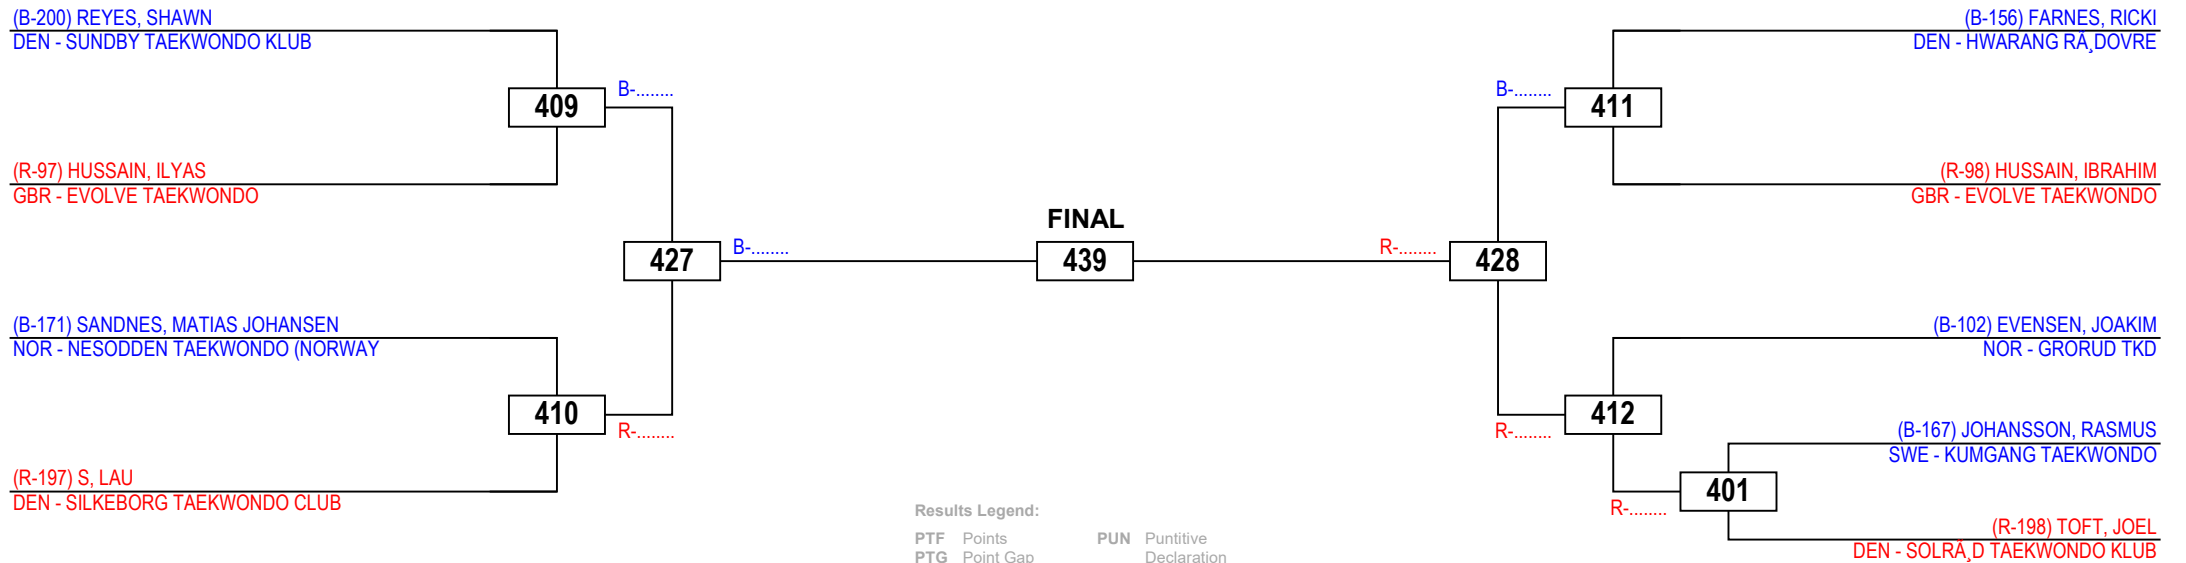 (B-200) REYES, SHAWN
DEN - SUNDBY TAEKWONDO KLUB
409
B-........
(R-97) HUSSAIN, ILYAS
GBR - EVOLVE TAEKWONDO
427
B-........
(B-171) SANDNES, MATIAS JOHANSEN
NOR - NESODDEN TAEKWONDO (NORWAY
410
R-........
(R-197) S, LAU
DEN - SILKEBORG TAEKWONDO CLUB
FINAL
439
(B-156) FARNES, RICKI
DEN - HWARANG RÃ¸DOVRE
B-........
411
(R-98) HUSSAIN, IBRAHIM
GBR - EVOLVE TAEKWONDO
R-........
428
(B-102) EVENSEN, JOAKIM
NOR - GRORUD TKD
R-........
412
(B-167) JOHANSSON, RASMUS
SWE - KUMGANG TAEKWONDO
R-........
401
(R-198) TOFT, JOEL
DEN - SOLRÃ¸D TAEKWONDO KLUB
Results Legend:
PTF Points PUN Puntitive
PTG Point Gap Declaration